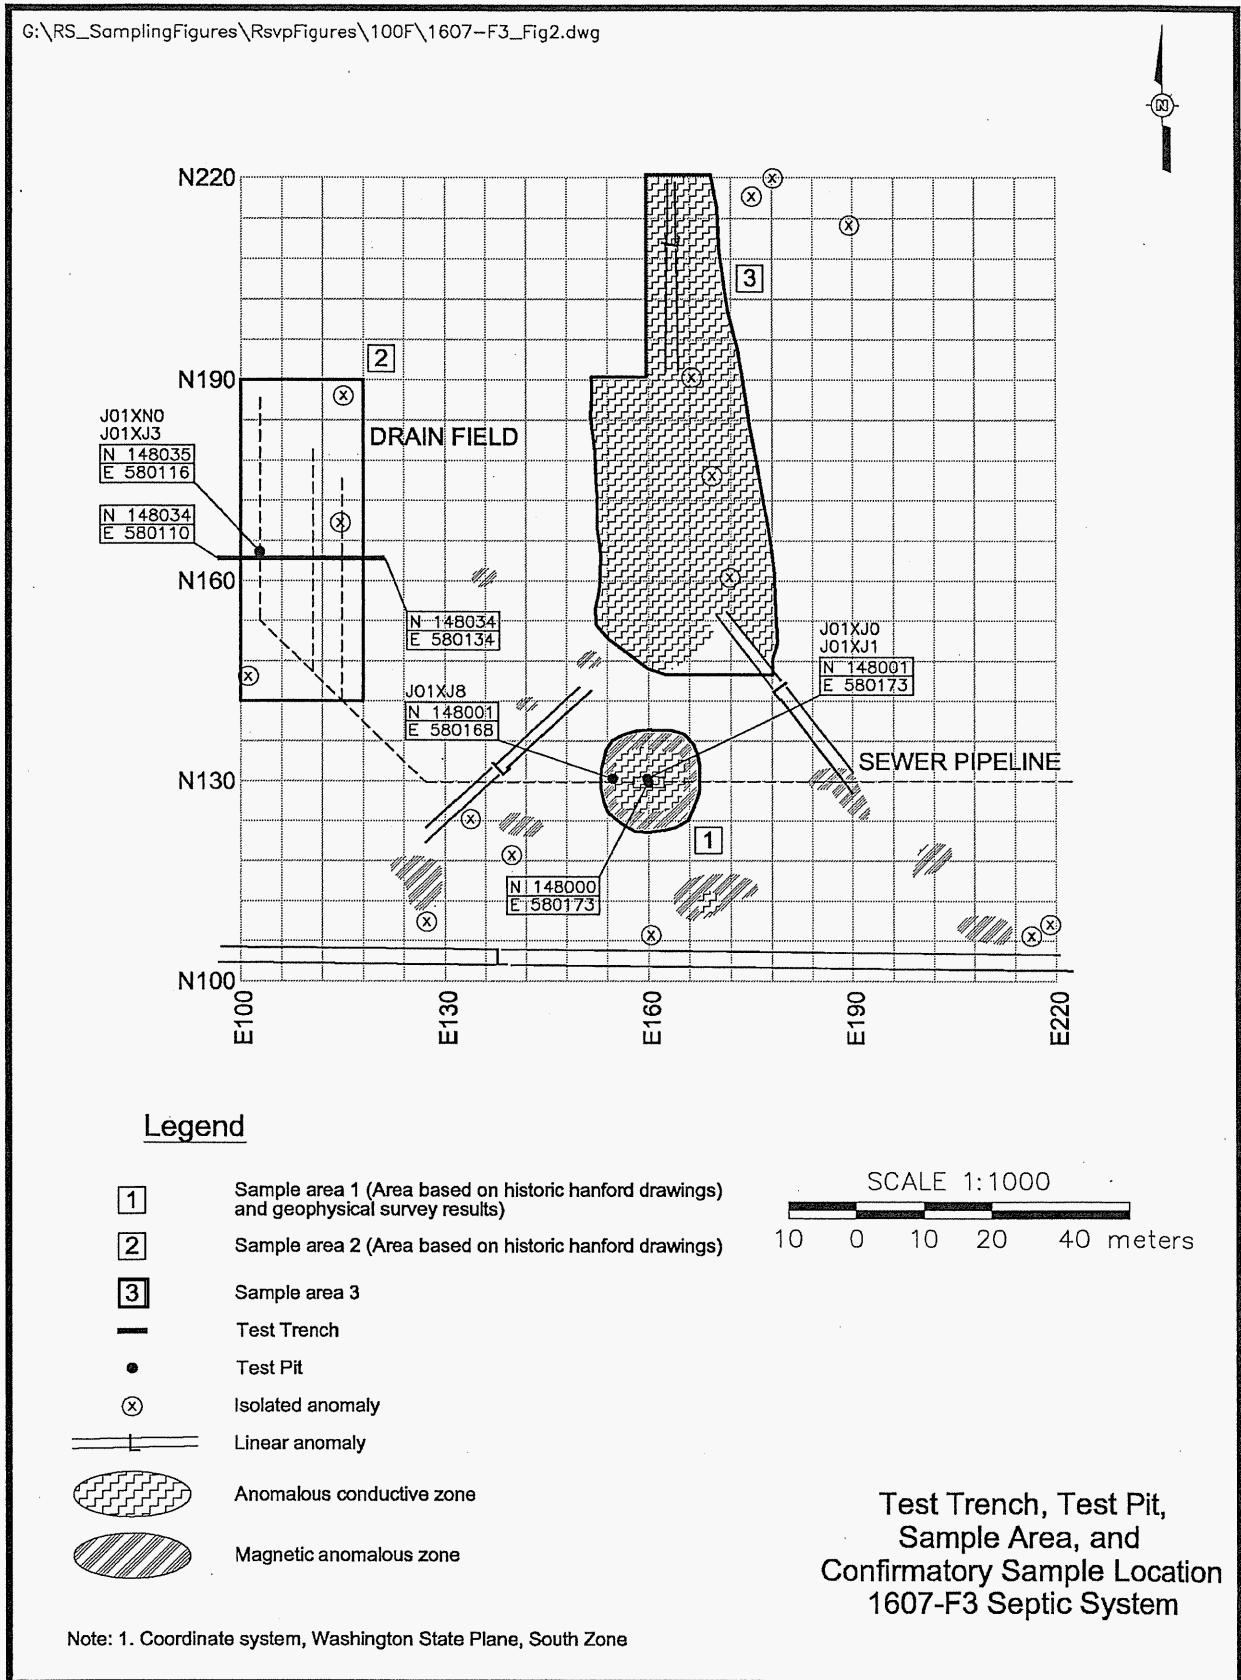 G:\RS_SamplingFigures\RsvpFigures\100F\1607-F3_Fig2.dwg
N
N220
3
2
N190
J01XN0
J01XJ3
N 148035
E 580116
DRAIN FIELD
N 148034
E 580110
N160
N 148034
E 580134
J01XJ0
J01XJ1
N 148001
E 580173
J01XJ8
N 148001
E 580168
SEWER PIPELINE
N130
1
N 148000
E 580173
N100
E100
E130
E160
E190
E220
Legend
1
Sample area 1 (Area based on historic hanford drawings)
and geophysical survey results)
2
Sample area 2 (Area based on historic hanford drawings)
3
Sample area 3
Test Trench
Test Pit
Isolated anomaly
L
Linear anomaly
Anomalous conductive zone
Magnetic anomalous zone
SCALE 1:1000
10 0 10 20 40 meters
Test Trench, Test Pit,
Sample Area, and
Confirmatory Sample Location
1607-F3 Septic System
Note: 1. Coordinate system, Washington State Plane, South Zone